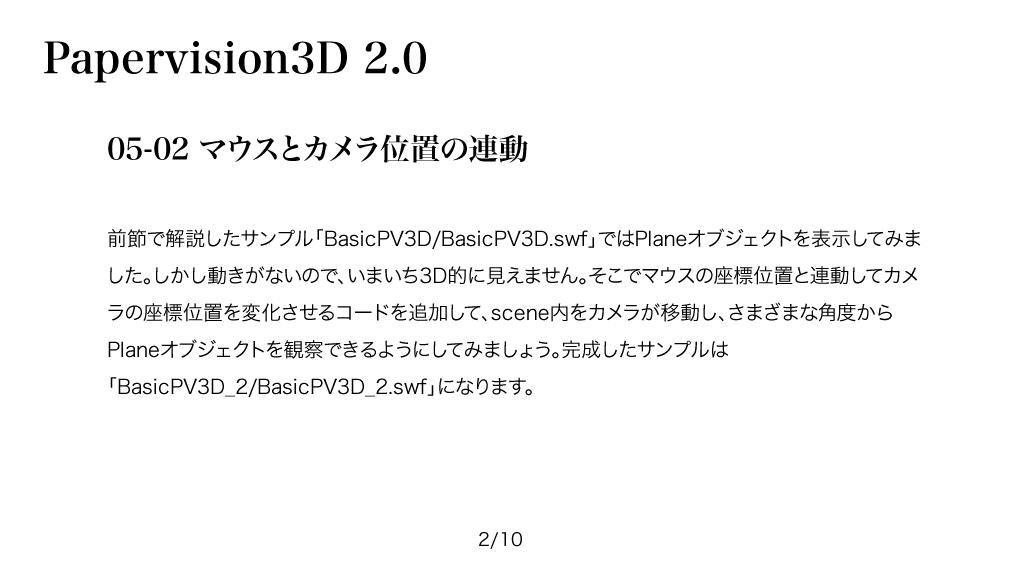 Papervision3D 2.0
05-02 マウスとカメラ位置の連動
前節で解説したサンプル「BasicPV3D/BasicPV3D.swf」ではPlaneオブジェクトを表示してみま
した。しかし動きがないので、いまいち3D的に見えません。そこでマウスの座標位置と連動してカメ
ラの座標位置を変化させるコードを追加して、scene内をカメラが移動し、さまざまな角度から
Planeオブジェクトを観察できるようにしてみましょう。完成したサンプルは
「BasicPV3D_2/BasicPV3D_2.swf」になります。
2/10